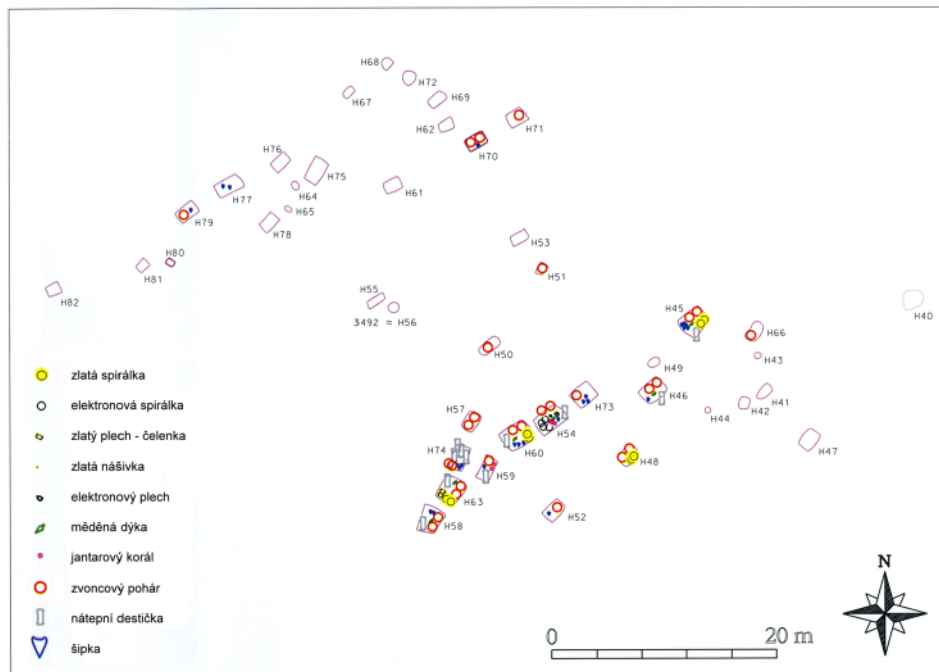 H68
H72
H67
H69
H62
H71
H70
H76
H75
H77
H64
H61
H65
H79
H78
H53
H80
H51
H81
H82
H55
3492 = H56
H45
H40
H66
H50
H43
H49
H46
H73
H41
H44
H42
H57
H54
H47
H74
H60
H48
H59
H63
H52
H58
zlatá spirálka
elektronová spirálka
zlatý plech - čelenka
zlatá nášivka
elektronový plech
měděná dýka
jantarový korál
zvoncový pohár
nátepní destička
šipka
N
0 20 m